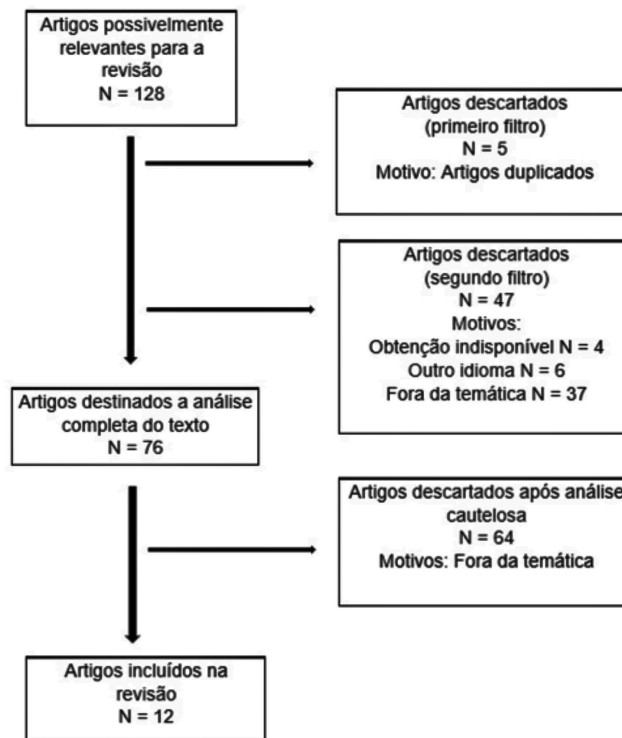 Artigos possivelmente
relevantes para a
revisão
N = 128
Artigos descartados
(primeiro filtro)
N = 5
Motivo: Artigos duplicados
Artigos descartados
(segundo filtro)
N = 47
Motivos:
Obtenção indisponível N = 4
Outro idioma N = 6
Fora da temática N = 37
Artigos destinados a análise
completa do texto
N = 76
Artigos descartados após análise
cautelosa
N = 64
Motivos: Fora da temática
Artigos incluídos na
revisão
N = 12